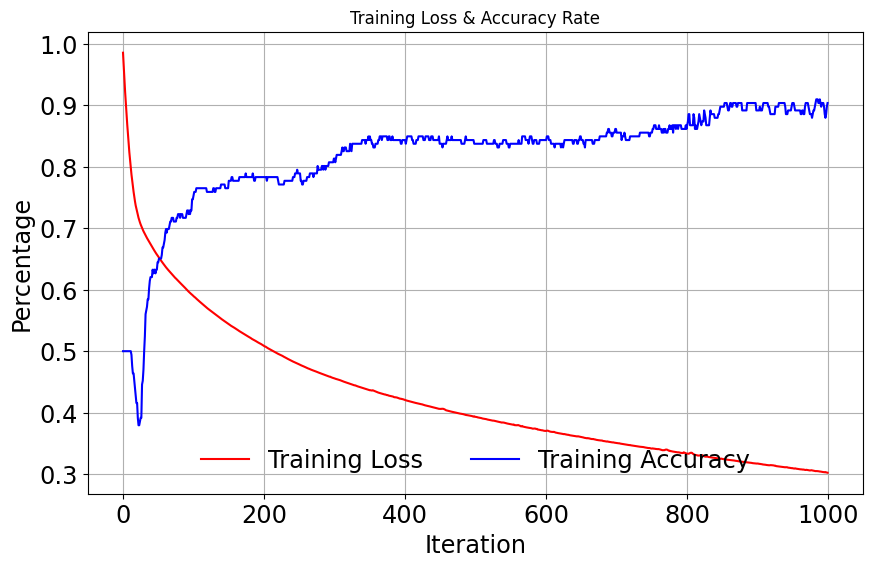 Training Loss & Accuracy Rate
1.0
0.9
0.8
0.7
0.6
0.5
0.4
0.3
Percentage
Training Loss Training Accuracy
0 200 400 600 800 1000
Iteration